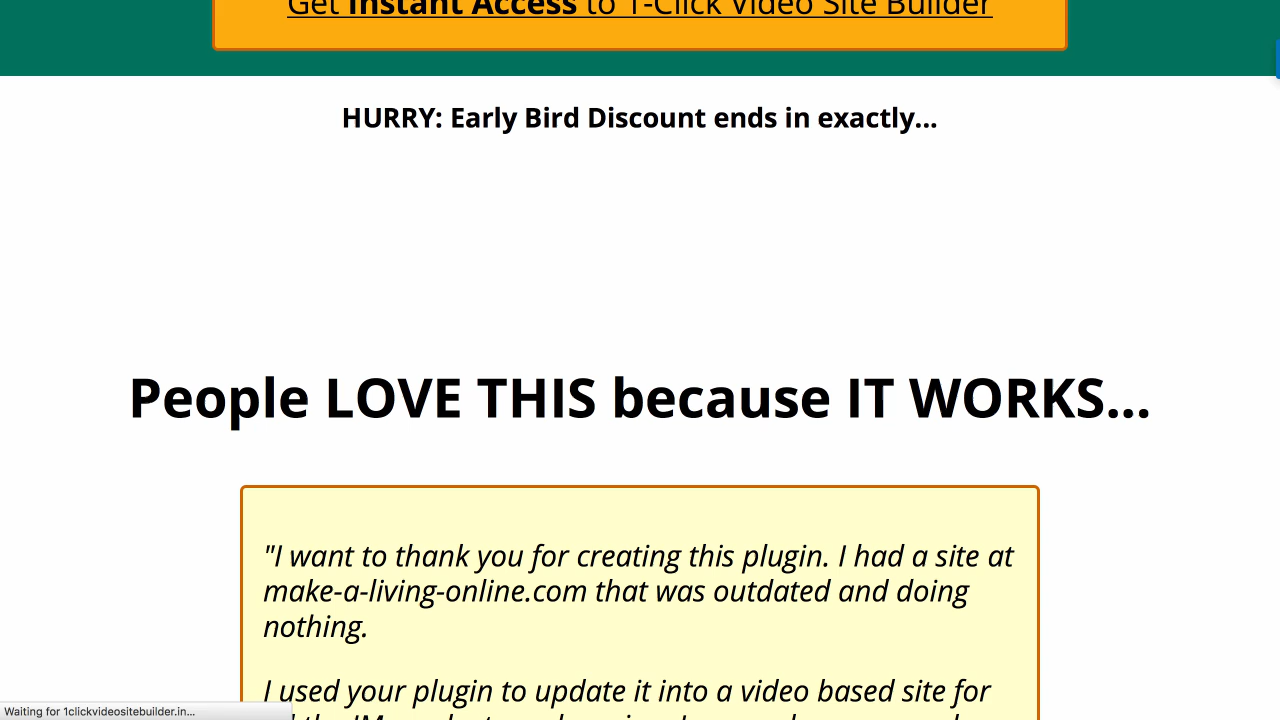 Get Instant Access to 1-Click Video Site Builder
HURRY: Early Bird Discount ends in exactly...
People LOVE THIS because IT WORKS...
"I want to thank you for creating this plugin. I had a site at
make-a-living-online.com that was outdated and doing
nothing.
I used your plugin to update it into a video based site for
Waiting for 1clickvideositebuilder.in...